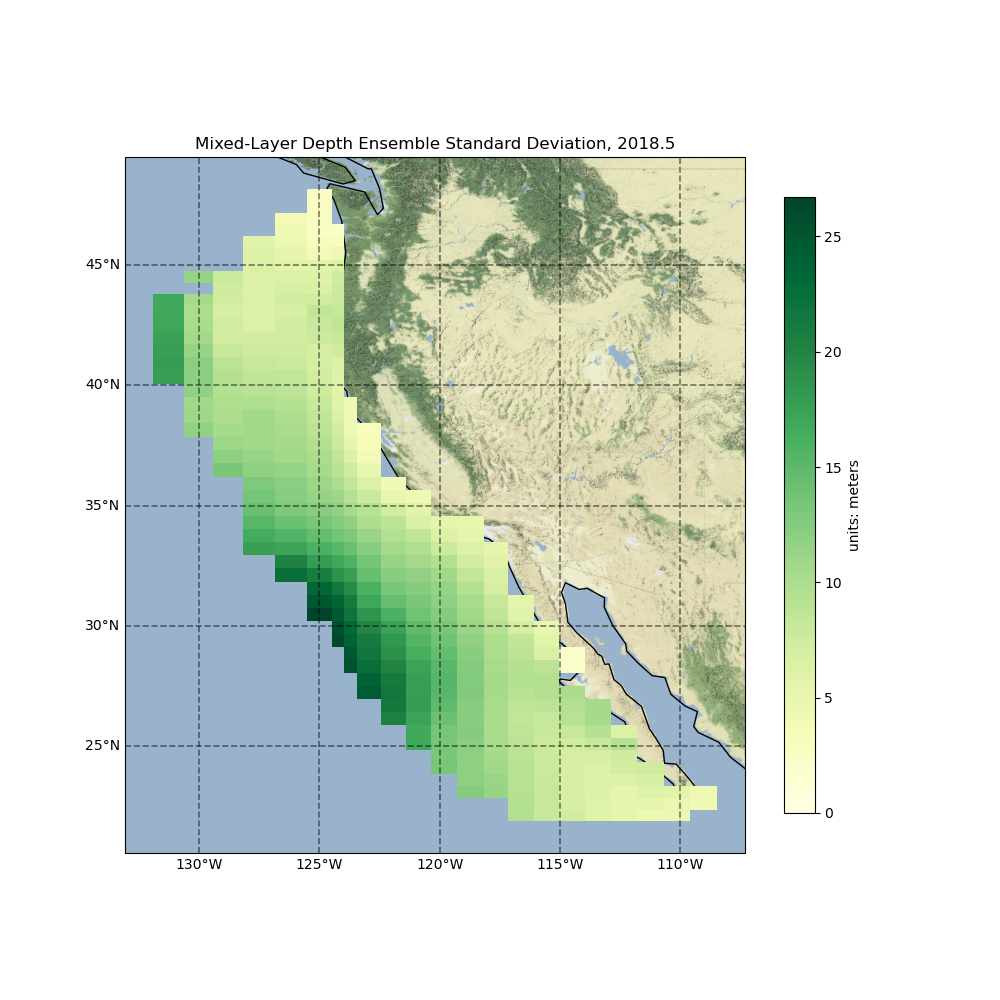 Mixed-Layer Depth Ensemble Standard Deviation, 2018.5
45°N
40°N
35°N
30°N
25°N
130°W
125°W
120°W
115°W
110°W
25
20
15
10
5
0
units: meters